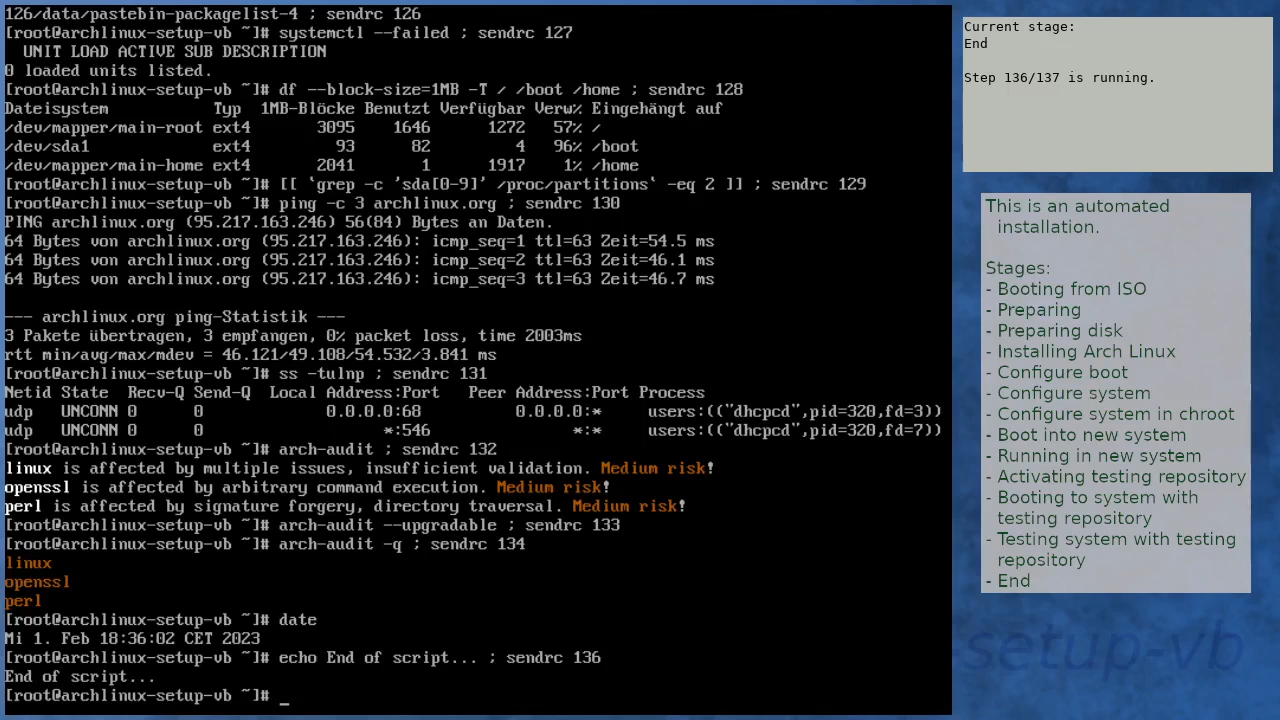 126/data/pastebin-packagelist-4 ; sendrc 126
[root@archlinux-setup-vb ~]# systemctl --failed ; sendrc 127
  UNIT LOAD ACTIVE SUB DESCRIPTION
0 loaded units listed.
[root@archlinux-setup-vb ~]# df --block-size=1MB -T / /boot /home ; sendrc 128
Dateisystem           Typ  1MB-Blöcke Benutzt Verfügbar Verw% Eingehängt auf
/dev/mapper/main-root ext4       3095    1646      1272   57% /
/dev/sda1             ext4         93      82         4   96% /boot
/dev/mapper/main-home ext4       2041       1      1917    1% /home
[root@archlinux-setup-vb ~]# [[ `grep -c 'sda[0-9]' /proc/partitions` -eq 2 ]] ; sendrc 129
[root@archlinux-setup-vb ~]# ping -c 3 archlinux.org ; sendrc 130
PING archlinux.org (95.217.163.246) 56(84) Bytes an Daten.
64 Bytes von archlinux.org (95.217.163.246): icmp_seq=1 ttl=63 Zeit=54.5 ms
64 Bytes von archlinux.org (95.217.163.246): icmp_seq=2 ttl=63 Zeit=46.1 ms
64 Bytes von archlinux.org (95.217.163.246): icmp_seq=3 ttl=63 Zeit=46.7 ms
--- archlinux.org ping-Statistik ---
3 Pakete übertragen, 3 empfangen, 0% packet loss, time 2003ms
rtt min/avg/max/mdev = 46.121/49.108/54.532/3.841 ms
[root@archlinux-setup-vb ~]# ss -tulnp ; sendrc 131
Netid State  Recv-Q Send-Q  Local Address:Port   Peer Address:Port Process
udp   UNCONN 0      0             0.0.0.0:68          0.0.0.0:*     users:(("dhcpcd",pid=320,fd=3))
udp   UNCONN 0      0                   *:546               *:*     users:(("dhcpcd",pid=320,fd=7))
[root@archlinux-setup-vb ~]# arch-audit ; sendrc 132
linux is affected by multiple issues, insufficient validation. Medium risk!
openssl is affected by arbitrary command execution. Medium risk!
perl is affected by signature forgery, directory traversal. Medium risk!
[root@archlinux-setup-vb ~]# arch-audit --upgradable ; sendrc 133
[root@archlinux-setup-vb ~]# arch-audit -q ; sendrc 134
linux
openssl
perl
[root@archlinux-setup-vb ~]# date
Mi 1. Feb 18:36:02 CET 2023
[root@archlinux-setup-vb ~]# echo End of script... ; sendrc 136
End of script...
[root@archlinux-setup-vb ~]# _
Current stage:
End
Step 136/137 is running.
This is an automated
installation.
Stages:
- Booting from ISO
- Preparing
- Preparing disk
- Installing Arch Linux
- Configure boot
- Configure system
- Configure system in chroot
- Boot into new system
- Running in new system
- Activating testing repository
- Booting to system with
testing repository
- Testing system with testing
repository
- End
setup-vb